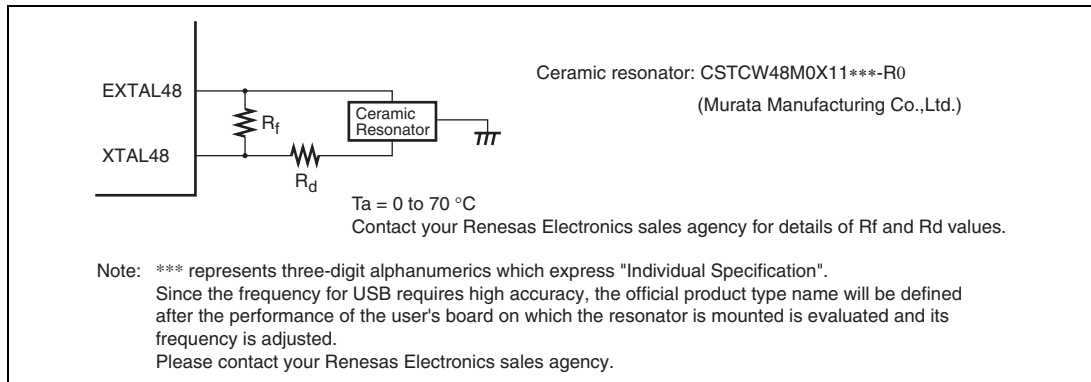 EXTAL48
XTAL48
Rf
Rd
Ceramic
Resonator
Ceramic resonator: CSTCW48M0X11***-R0
(Murata Manufacturing Co.,Ltd.)
Ta = 0 to 70 °C
Contact your Renesas Electronics sales agency for details of Rf and Rd values.
Note: *** represents three-digit alphanumerics which express "Individual Specification".
Since the frequency for USB requires high accuracy, the official product type name will be defined
after the performance of the user's board on which the resonator is mounted is evaluated and its
frequency is adjusted.
Please contact your Renesas Electronics sales agency.